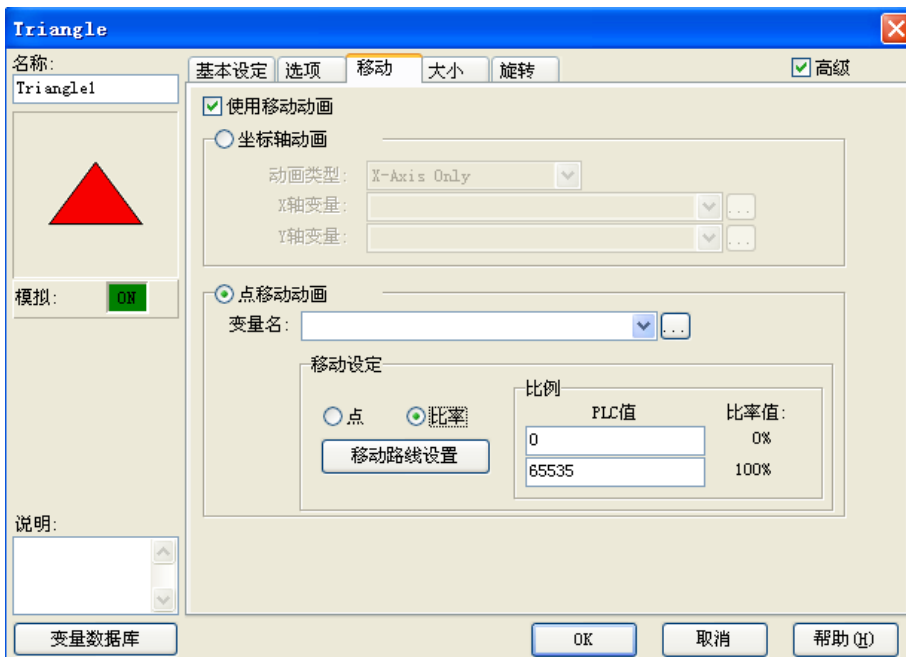 Triangle
名称:
Triangle1
基本设定 选项 移动 大小 旋转
高级
使用移动动画
坐标轴动画
动画类型: X-Axis Only
X轴变量: ...
Y轴变量: ...
模拟: ON
点移动动画
变量名: ...
移动设定
点 比率
移动路线设置
比例
PLC值 比率值:
0 0%
65535 100%
说明:
变量数据库
OK 取消 帮助(H)